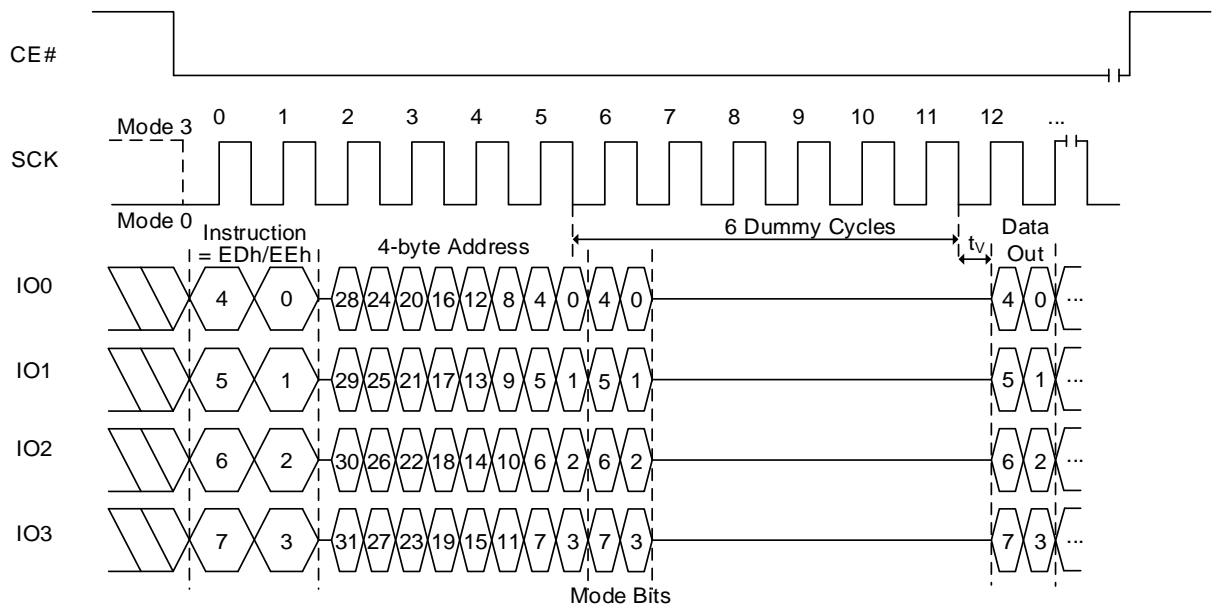 CE#
Mode 3
0 1 2 3 4 5 6 7 8 9 10 11 12 ...
SCK
Mode 0
Instruction
= EDh/EEh
4-byte Address
6 Dummy Cycles
tV
Data
Out
IO0 4 0 28 24 20 16 12 8 4 0 4 0 4 0 ...
IO1 5 1 29 25 21 17 13 9 5 1 5 1 5 1 ...
IO2 6 2 30 26 22 18 14 10 6 2 6 2 6 2 ...
IO3 7 3 31 27 23 19 15 11 7 3 7 3 7 3 ...
Mode Bits